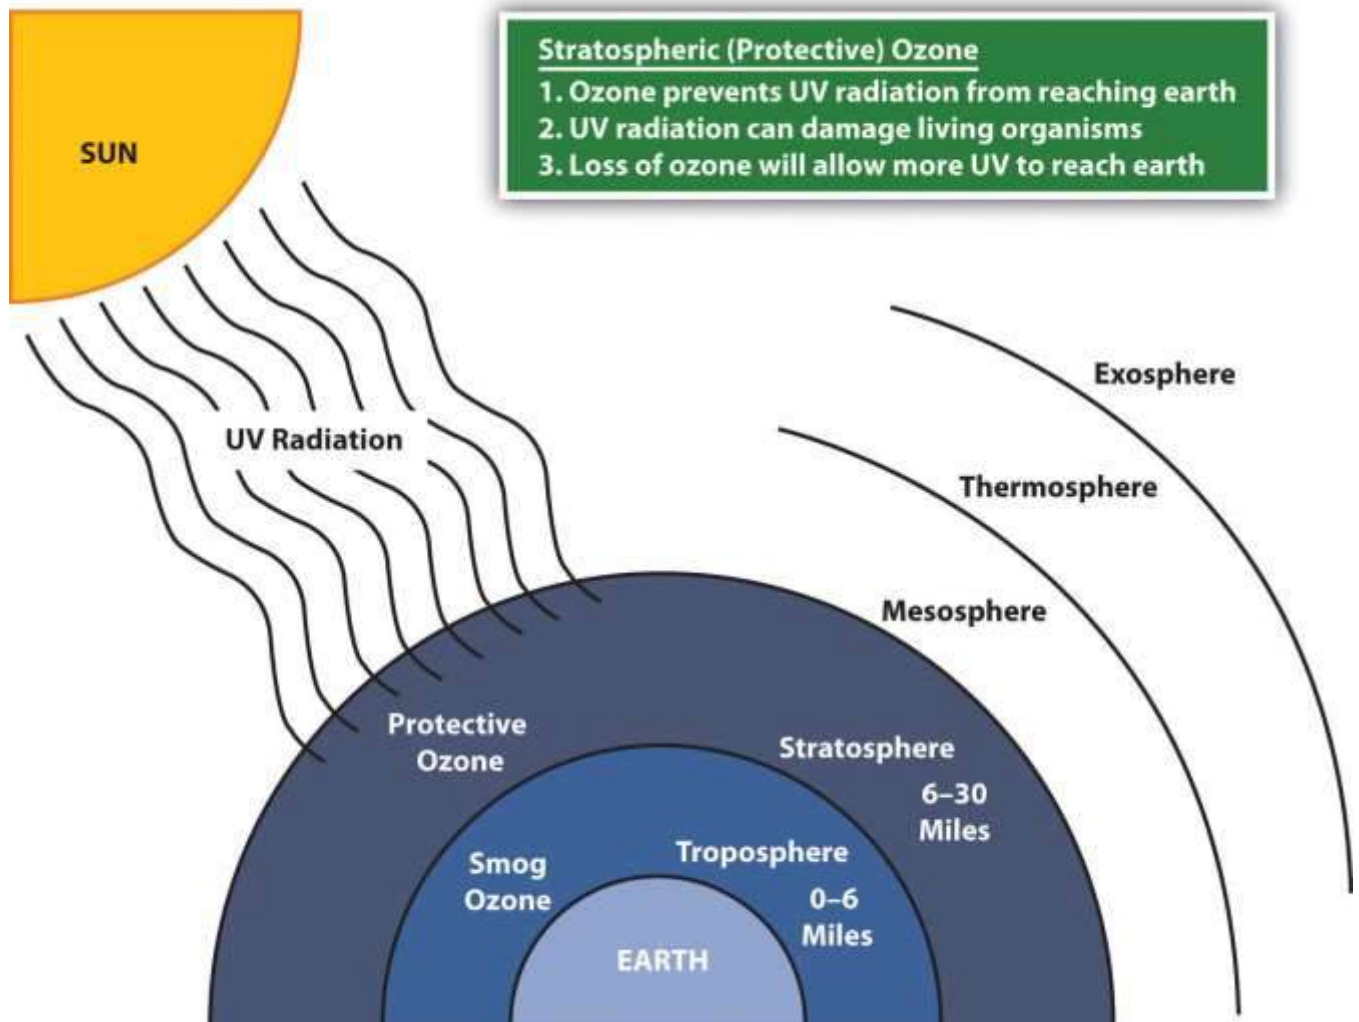 Stratospheric (Protective) Ozone
1. Ozone prevents UV radiation from reaching earth
2. UV radiation can damage living organisms
3. Loss of ozone will allow more UV to reach earth
SUN
Exosphere
UV Radiation
Thermosphere
Mesosphere
Protective
Ozone
Stratosphere
6–30
Miles
Smog
Ozone
Troposphere
0–6
Miles
EARTH